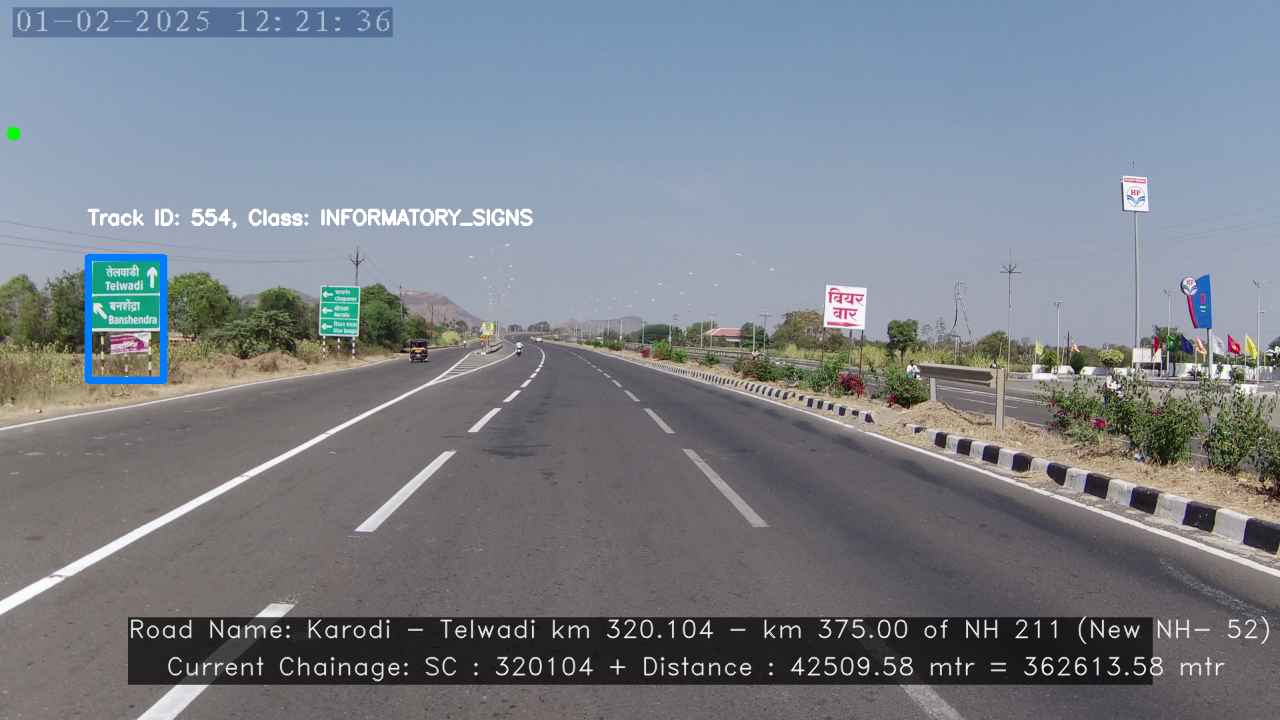 01-02-2025 12:21:36
Track ID: 554, Class: INFORMATORY_SIGNS
HP
तेलवाडी
Telwadi
बनशेंद्रा
Banshendra
बियर
बार
Road Name: Karodi - Telwadi km 320.104 - km 375.00 of NH 211 (New NH- 52)
Current Chainage: SC : 320104 + Distance : 42509.58 mtr = 362613.58 mtr